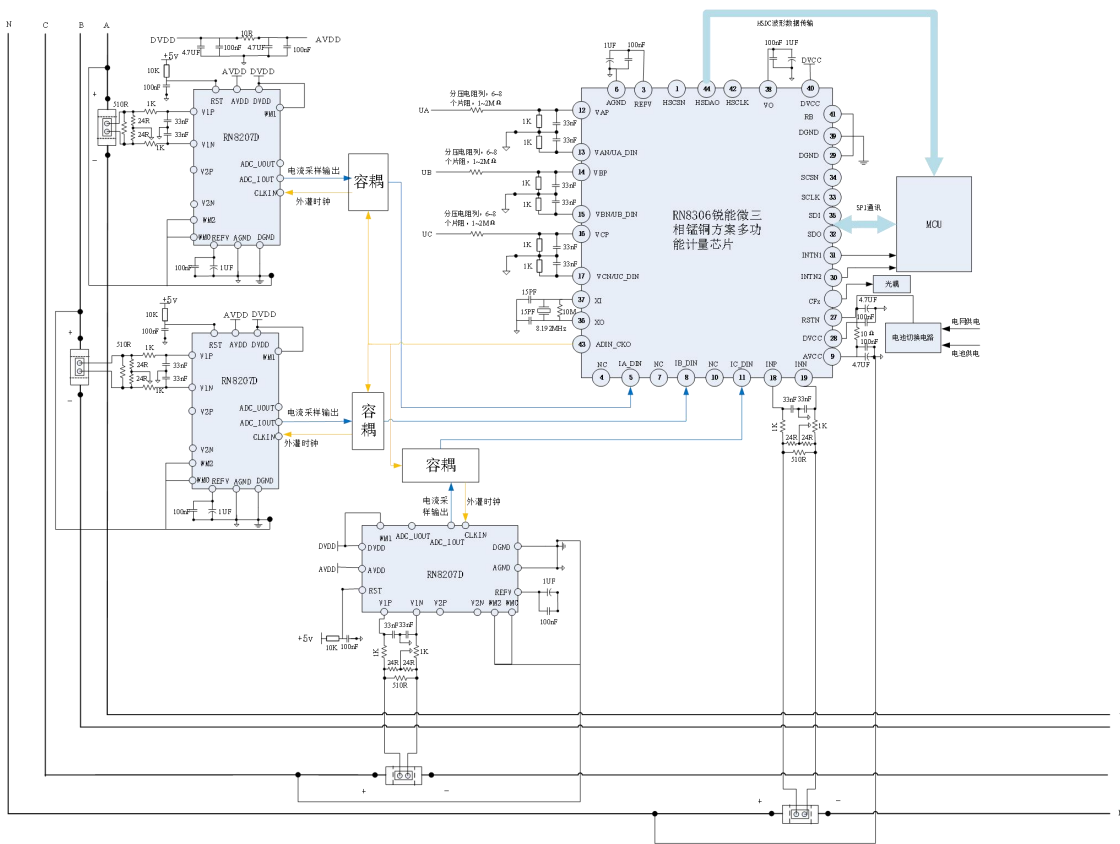 N C B A
HSDC波形数据传输
DVDD 10R AVDD
4.7UF 100nF 4.7UF 100nF
+5v
10K
100nF
AVDD DVDD
RST AVDD DVDD
WM1
+
510R 1K
24R 33nF
24R 33nF
1K
−
V1P
RN8207D
V1N
ADC_UOUT
V2P
ADC_IOUT
CLKIN
V2N
WM2
WM0 REFV AGND DGND
100nF 1UF
电流采样输出
外灌时钟
容耦
+5v
10K
100nF
AVDD DVDD
RST AVDD DVDD
WM1
+
510R
1K
24R 33nF
24R 33nF
1K
−
V1P
RN8207D
V1N
V2P
ADC_UOUT
ADC_IOUT
CLKIN
V2N
WM2
WM0 REFV AGND DGND
100nF 1UF
电流采样输出
外灌时钟
容耦
容耦
电流采样输出
外灌时钟
WM1 ADC_UOUT ADC_IOUT CLKIN
DVDD DVDD DGND
AVDD AVDD AGND
RN8207D
RST REFV
V1P V1N V2P V2N WM2 WM0
1UF
100nF
+5v
10K 100nF
33nF 33nF
1K 1K
24R 24R
510R
+ −
UA
分压电阻列,6~8个片阻,1~2MΩ
1K 33nF
1K 33nF
UB
分压电阻列,6~8个片阻,1~2MΩ
1K 33nF
1K 33nF
UC
分压电阻列,6~8个片阻,1~2MΩ
1K 33nF
1K 33nF
15PF
15PF 10M
8.192MHz
1UF 100nF
100nF 1UF
DVCC
6 3 1 44 42 38 40
AGND REFV HSCSN HSDAO HSCLK VO DVCC
12 VAP
13 VAN/UA_DIN
14 VBP
15 VBN/UB_DIN
16 VCP
17 VCN/UC_DIN
37 XI
36 XO
43 ADIN_CKO
RN8306锐能微三
相锰铜方案多功
能计量芯片
RB 41
DGND 39
DGND 29
SCSN 34
SCLK 33
SDI 35
SDO 32
INTN1 31
INTN2 30
CFx
RSTN 27
DVCC 28
AVCC 9
NC IA_DIN NC IB_DIN NC IC_DIN INP INN
4 5 7 8 10 11 18 19
SPI通讯
MCU
光耦
4.7UF
100nF
10Ω
100nF
4.7UF
电池切换电路
电网供电
电池供电
33nF 33nF
1K 1K
24R 24R
510R
+ −